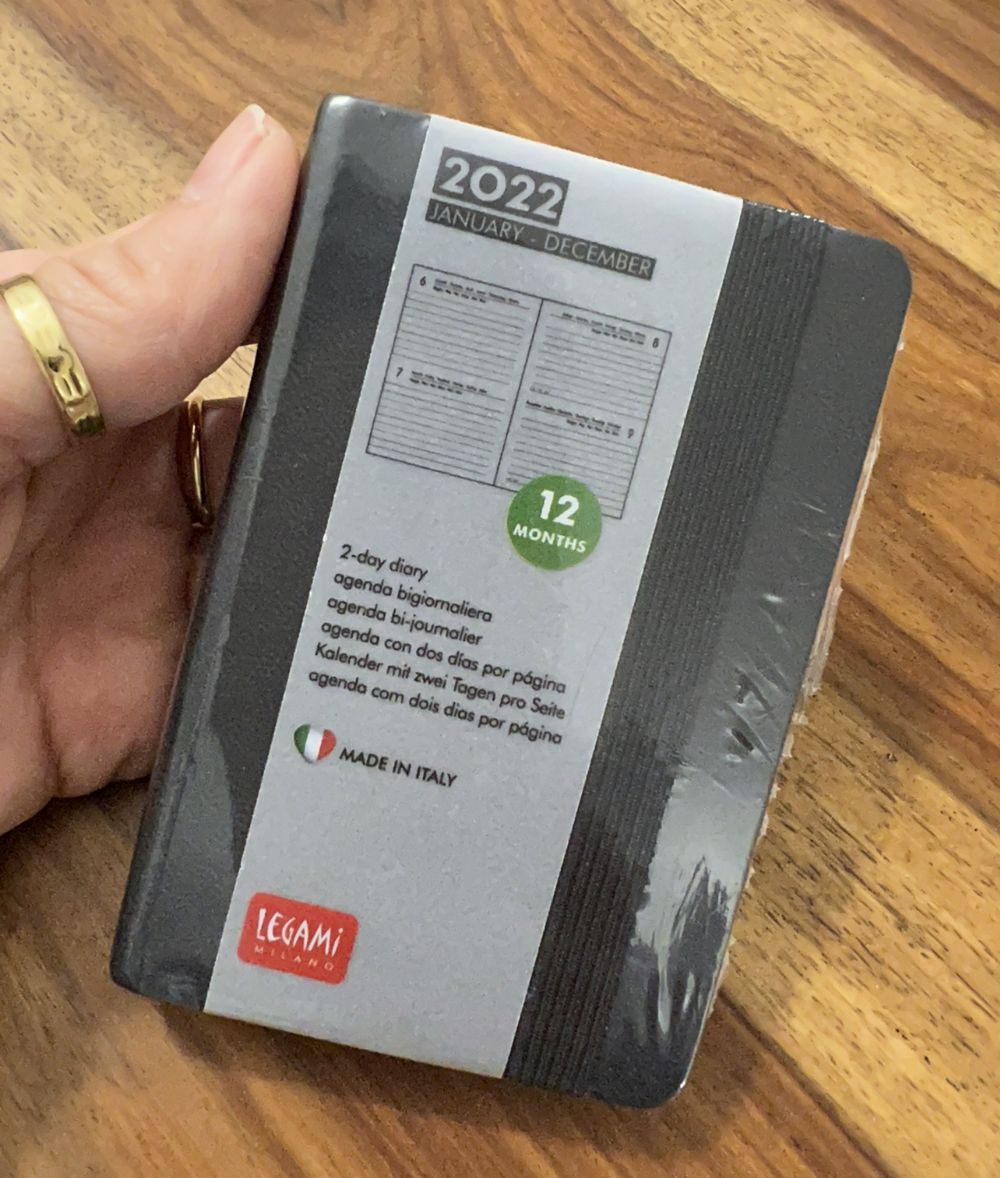 2022
JANUARY - DECEMBER
6
8
7
9
12
MONTHS
2-day diary
agenda bigiornaliera
agenda bi-journalier
agenda con dos días por página
Kalender mit zwei Tagen pro Seite
agenda com dois dias por página
MADE IN ITALY
LEGAMi
MILANO